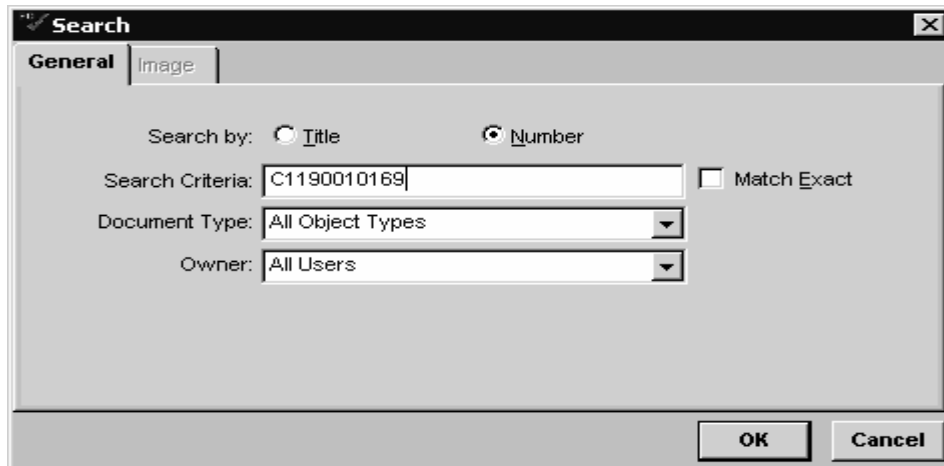 Search
General Image
Search by: Title Number
Search Criteria: C1190010169 Match Exact
Document Type: All Object Types
Owner: All Users
OK Cancel